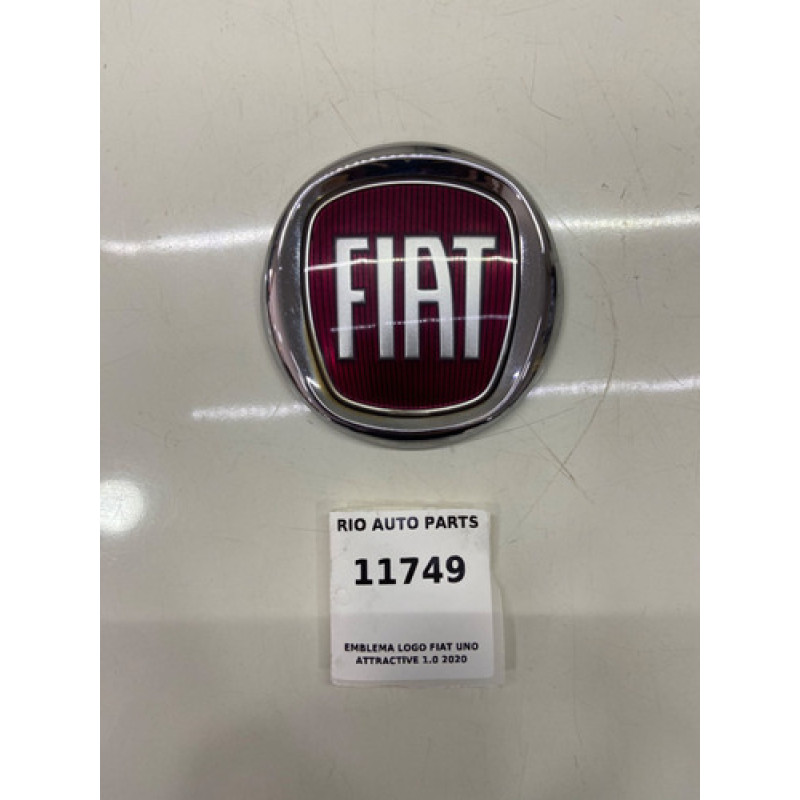 FIAT
RIO AUTO PARTS
11749
EMBLEMA LOGO FIAT UNO
ATTRACTIVE 1.0 2020